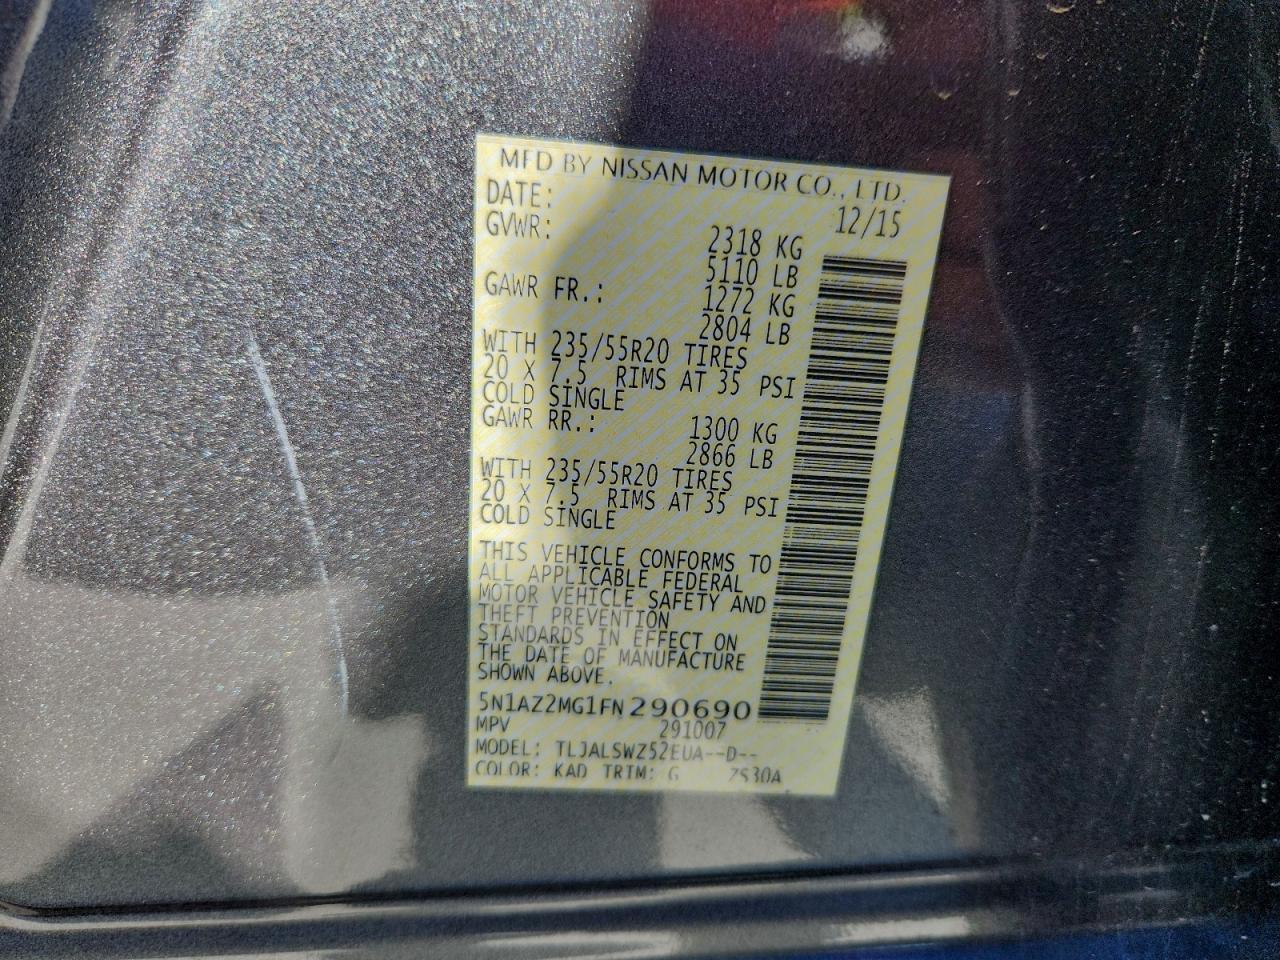 MFD BY NISSAN MOTOR CO., LTD.
DATE: 12/15
GVWR: 2318 KG
5110 LB
GAWR FR.: 1272 KG
2804 LB
WITH 235/55R20 TIRES
20 X 7.5 RIMS AT 35 PSI
COLD SINGLE
GAWR RR.: 1300 KG
2866 LB
WITH 235/55R20 TIRES
20 X 7.5 RIMS AT 35 PSI
COLD SINGLE
THIS VEHICLE CONFORMS TO
ALL APPLICABLE FEDERAL
MOTOR VEHICLE SAFETY AND
THEFT PREVENTION
STANDARDS IN EFFECT ON
THE DATE OF MANUFACTURE
SHOWN ABOVE.
5N1AZ2MG1FN290690
MPV 291007
MODEL: TLJALSWZ52EUA--D--
COLOR: KAD TRIM: G ZS30A